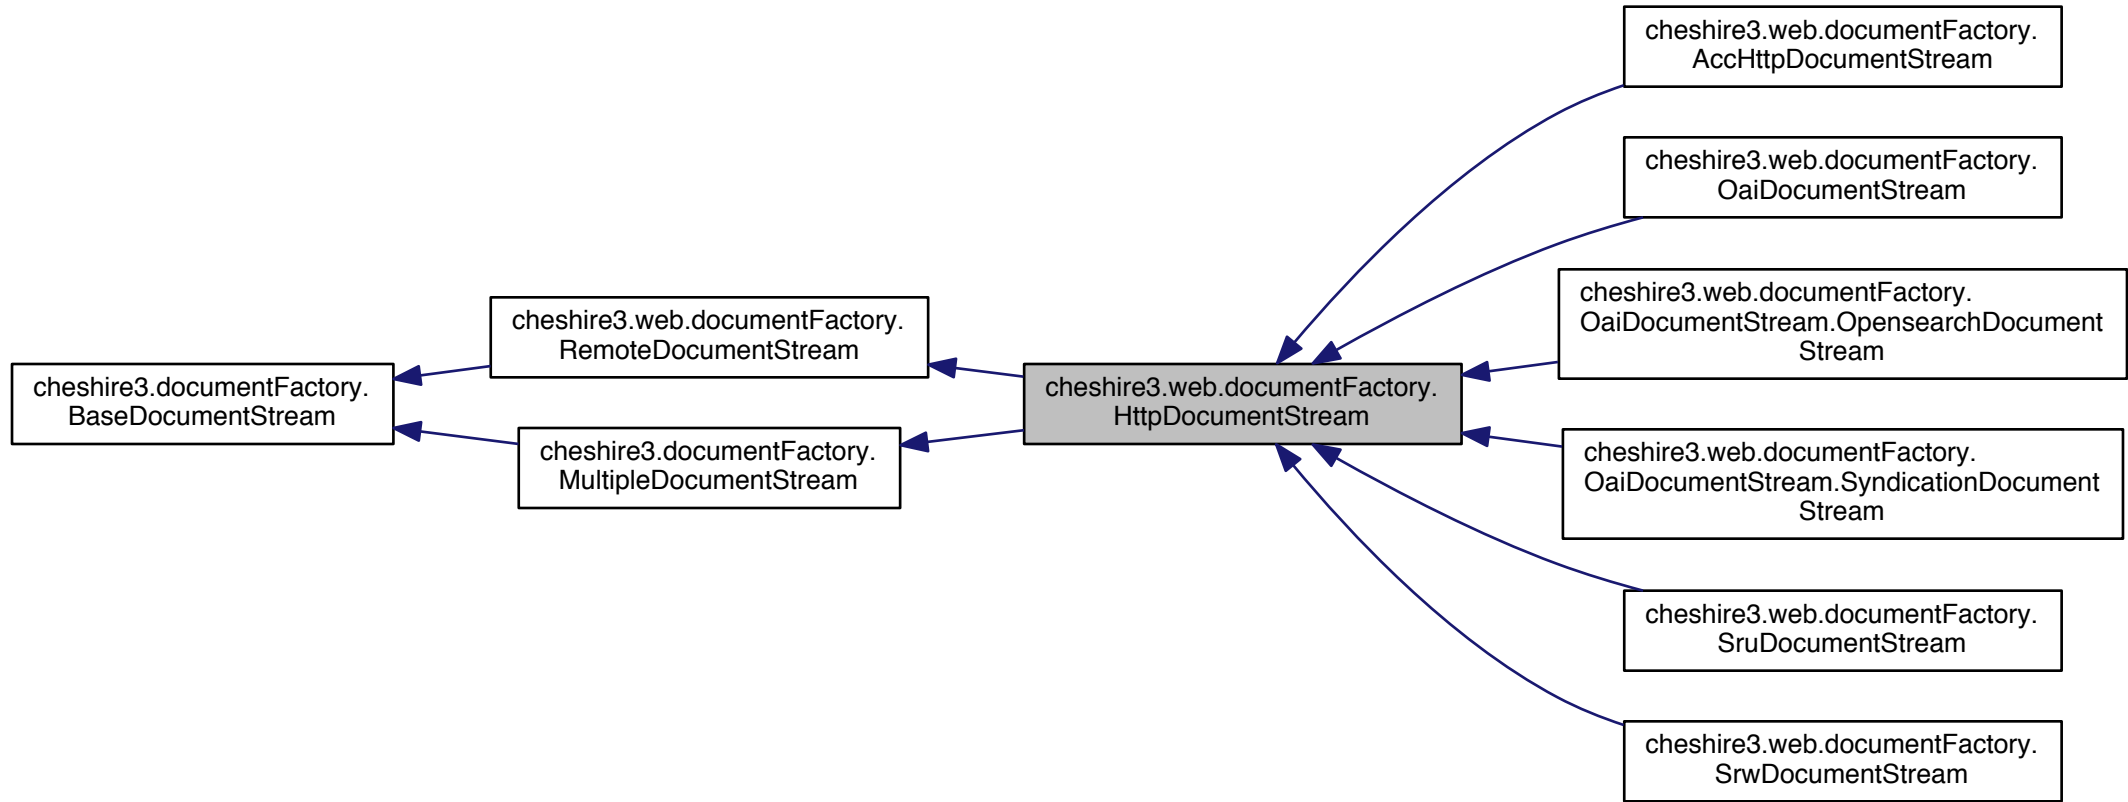 cheshire3.documentFactory.
BaseDocumentStream
cheshire3.web.documentFactory.
RemoteDocumentStream
cheshire3.documentFactory.
MultipleDocumentStream
cheshire3.web.documentFactory.
HttpDocumentStream
cheshire3.web.documentFactory.
AccHttpDocumentStream
cheshire3.web.documentFactory.
OaiDocumentStream
cheshire3.web.documentFactory.
OaiDocumentStream.OpensearchDocument
Stream
cheshire3.web.documentFactory.
OaiDocumentStream.SyndicationDocument
Stream
cheshire3.web.documentFactory.
SruDocumentStream
cheshire3.web.documentFactory.
SrwDocumentStream